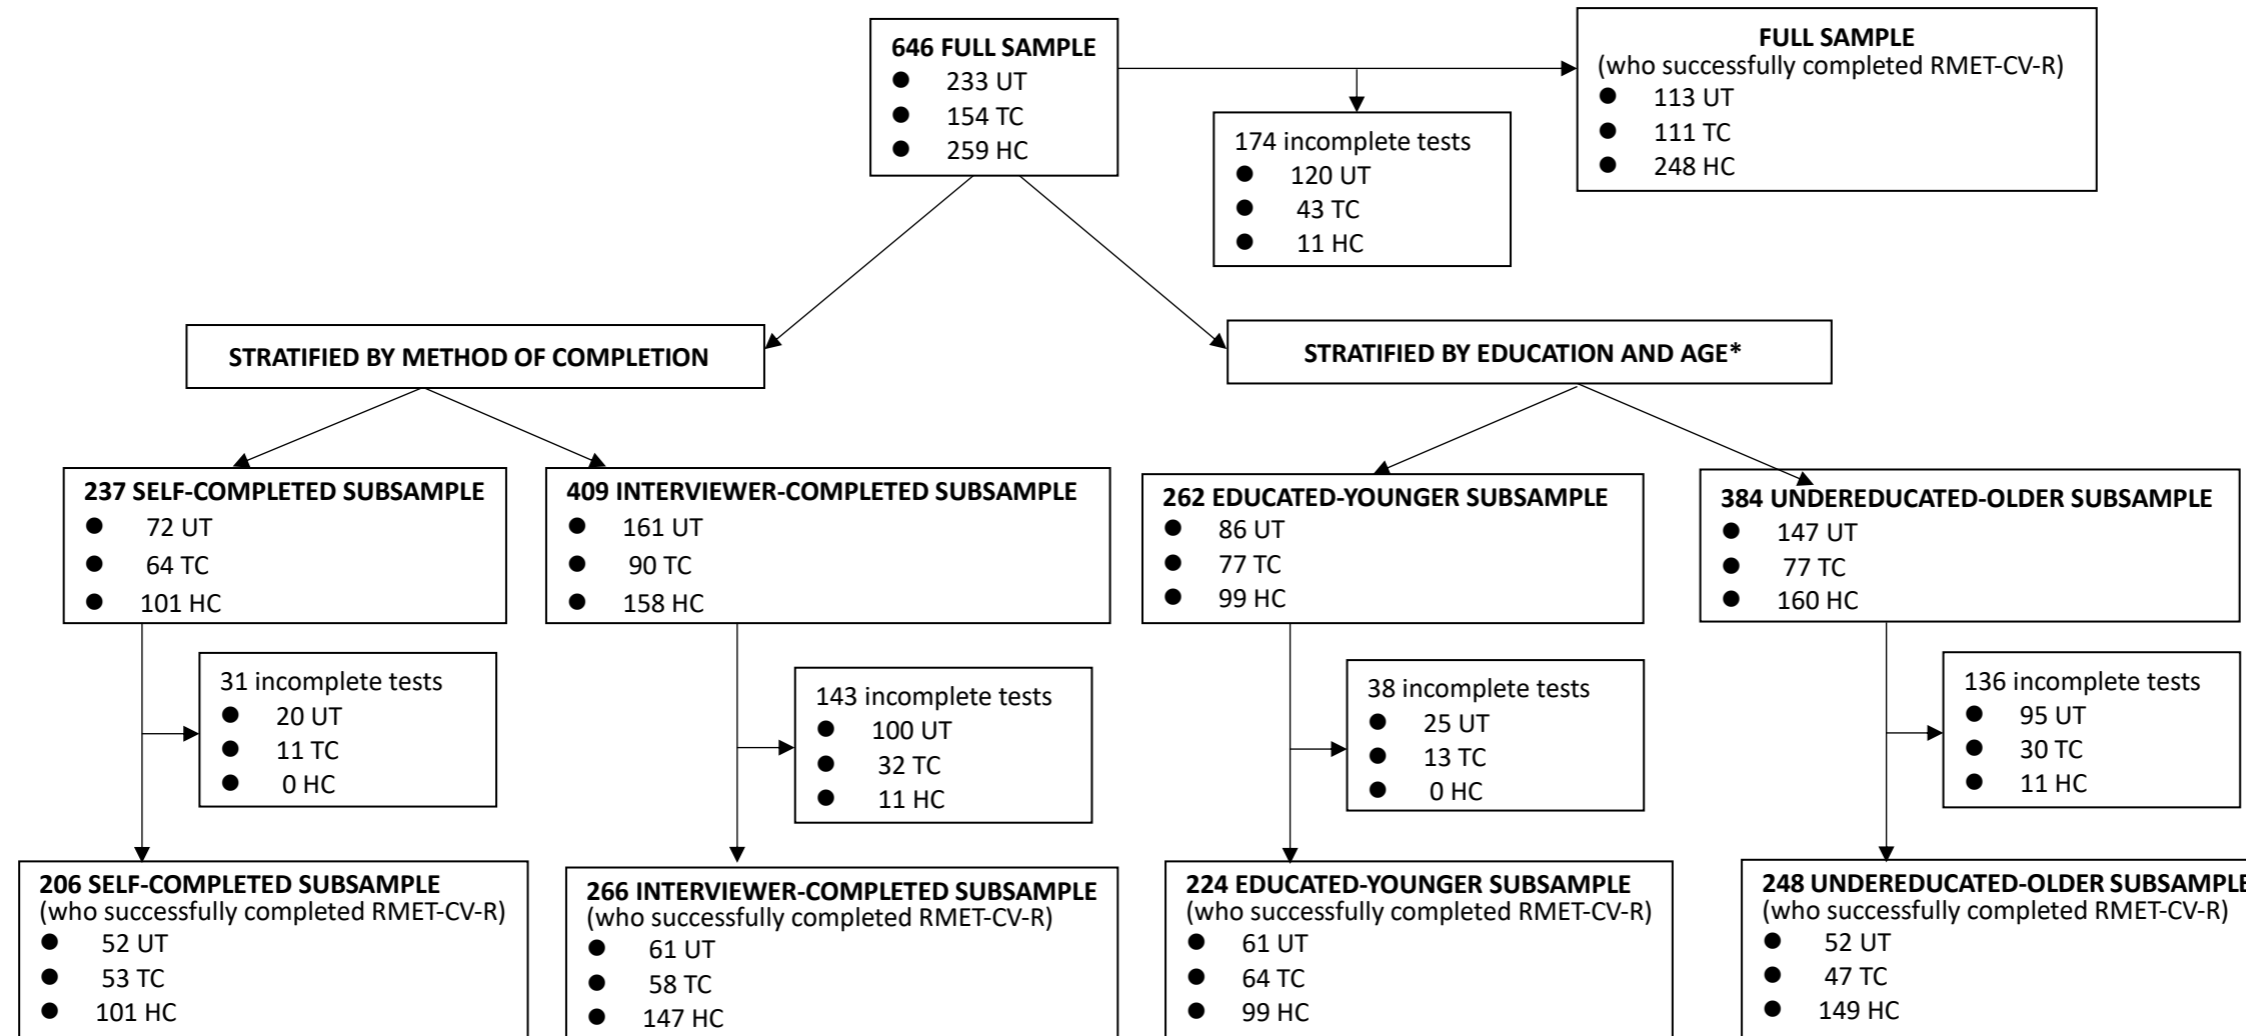 646 FULL SAMPLE
● 233 UT
● 154 TC
● 259 HC
FULL SAMPLE
(who successfully completed RMET-CV-R)
● 113 UT
● 111 TC
● 248 HC
174 incomplete tests
● 120 UT
● 43 TC
● 11 HC
STRATIFIED BY METHOD OF COMPLETION
STRATIFIED BY EDUCATION AND AGE*
237 SELF-COMPLETED SUBSAMPLE
● 72 UT
● 64 TC
● 101 HC
409 INTERVIEWER-COMPLETED SUBSAMPLE
● 161 UT
● 90 TC
● 158 HC
262 EDUCATED-YOUNGER SUBSAMPLE
● 86 UT
● 77 TC
● 99 HC
384 UNDEREDUCATED-OLDER SUBSAMPLE
● 147 UT
● 77 TC
● 160 HC
31 incomplete tests
● 20 UT
● 11 TC
● 0 HC
143 incomplete tests
● 100 UT
● 32 TC
● 11 HC
38 incomplete tests
● 25 UT
● 13 TC
● 0 HC
136 incomplete tests
● 95 UT
● 30 TC
● 11 HC
206 SELF-COMPLETED SUBSAMPLE
(who successfully completed RMET-CV-R)
● 52 UT
● 53 TC
● 101 HC
266 INTERVIEWER-COMPLETED SUBSAMPLE
(who successfully completed RMET-CV-R)
● 61 UT
● 58 TC
● 147 HC
224 EDUCATED-YOUNGER SUBSAMPLE
(who successfully completed RMET-CV-R)
● 61 UT
● 64 TC
● 99 HC
248 UNDEREDUCATED-OLDER SUBSAMPLE
(who successfully completed RMET-CV-R)
● 52 UT
● 47 TC
● 149 HC